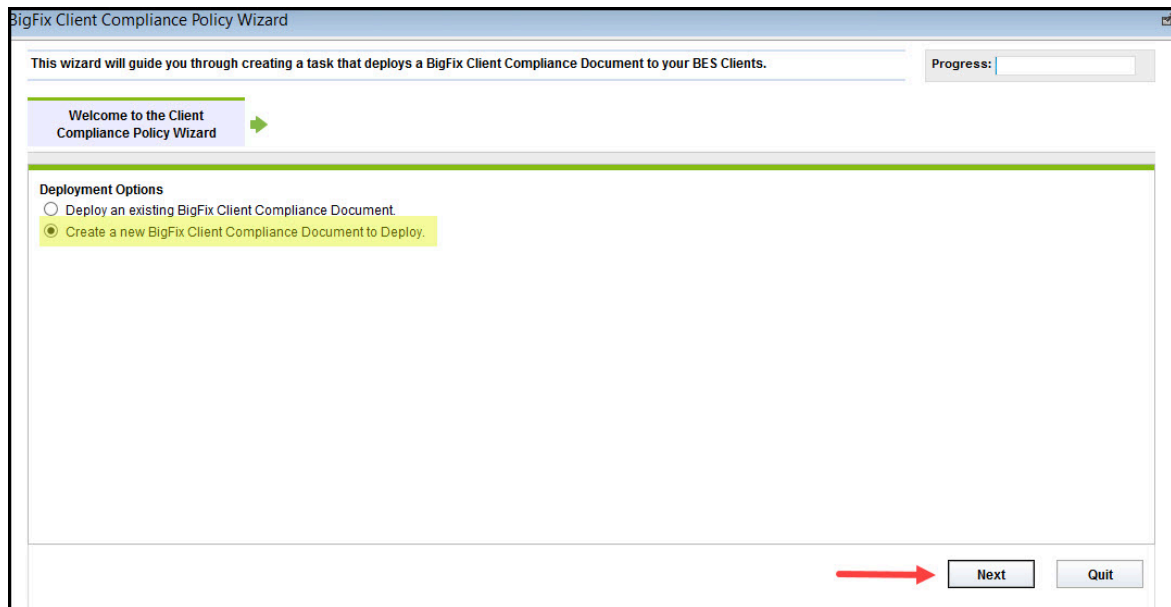 BigFix Client Compliance Policy Wizard
This wizard will guide you through creating a task that deploys a BigFix Client Compliance Document to your BES Clients.
Progress:
Welcome to the Client
Compliance Policy Wizard
Deployment Options
Deploy an existing BigFix Client Compliance Document.
Create a new BigFix Client Compliance Document to Deploy.
Next
Quit